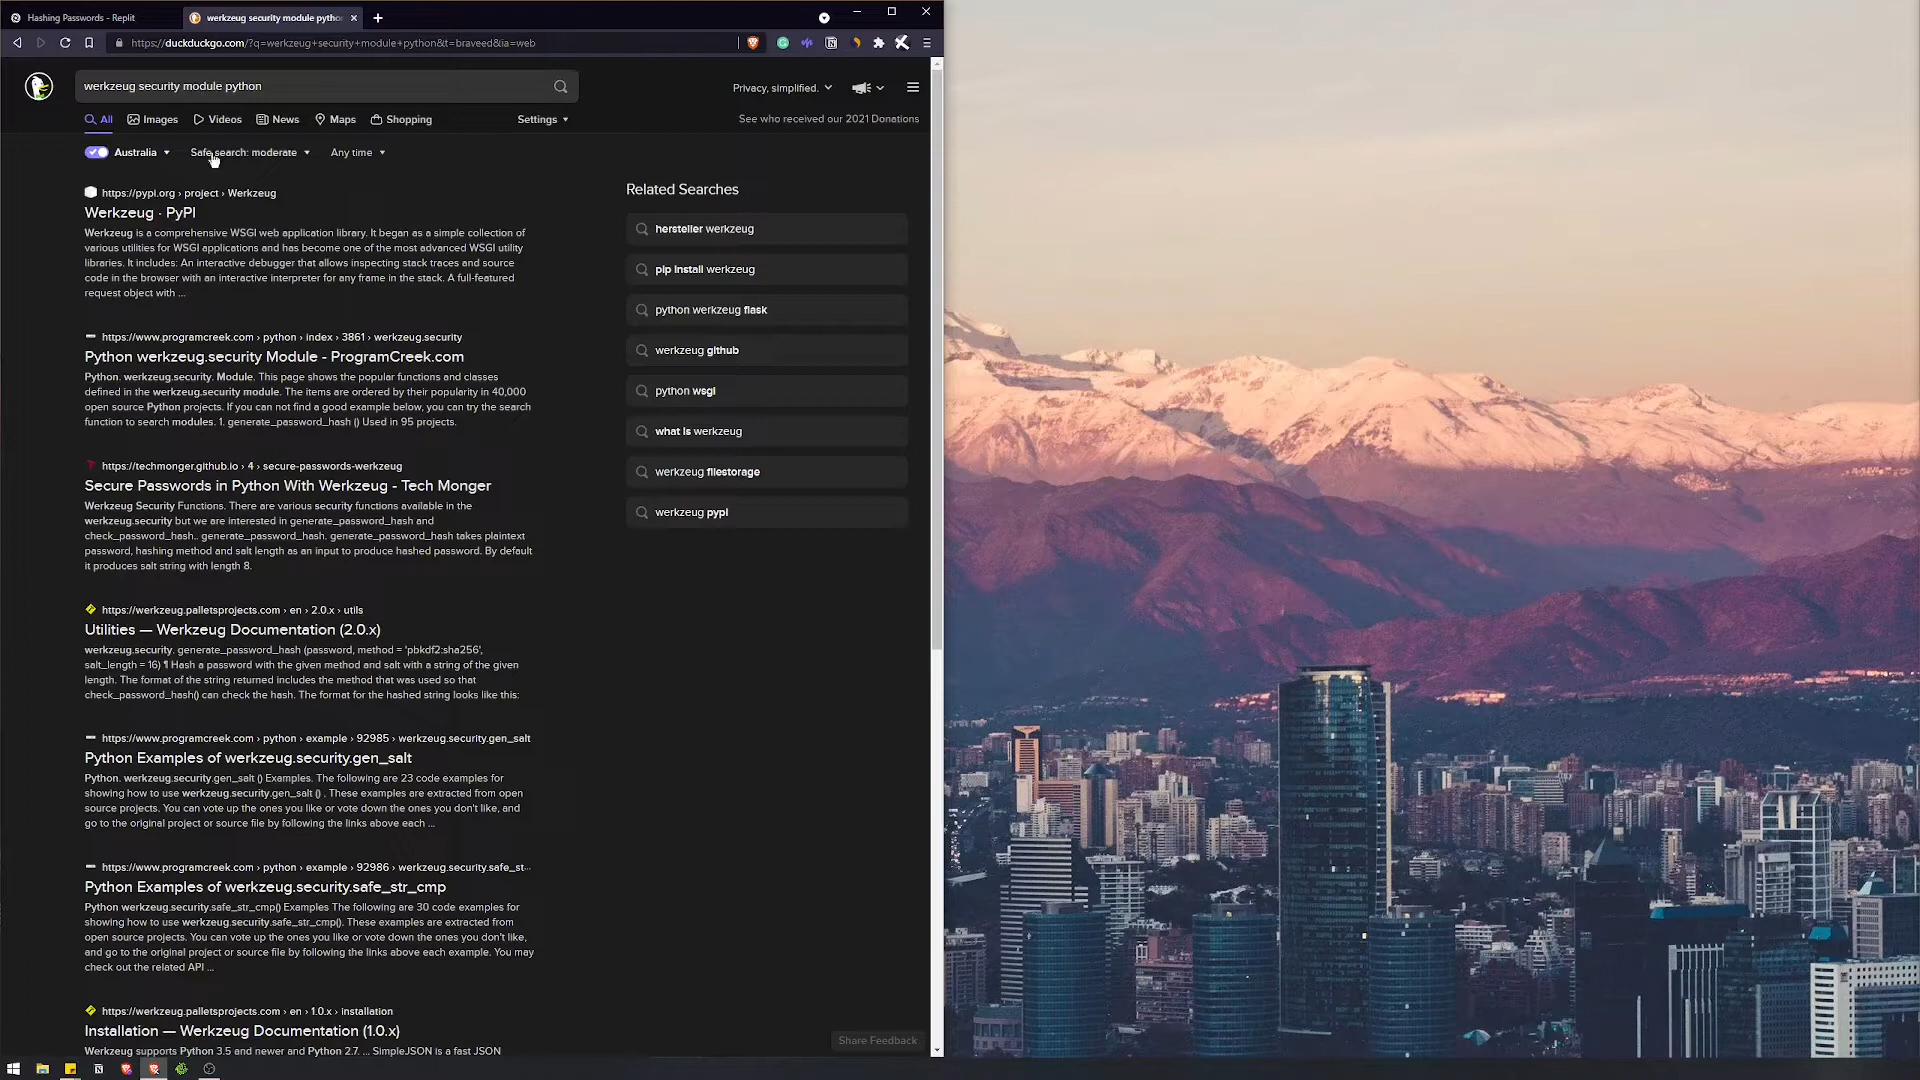 Hashing Passwords - Replit
werkzeug security module pytho
https://duckduckgo.com/?q=werkzeug+security+module+python&t=braveed&ia=web
werkzeug security module python
Privacy, simplified.
All
Images
Videos
News
Maps
Shopping
Settings
See who received our 2021 Donations
Australia
Safe search: moderate
Any time
https://pypi.org › project › Werkzeug
Werkzeug · PyPI
Werkzeug is a comprehensive WSGI web application library. It began as a simple collection of
various utilities for WSGI applications and has become one of the most advanced WSGI utility
libraries. It includes: An interactive debugger that allows inspecting stack traces and source
code in the browser with an interactive interpreter for any frame in the stack. A full-featured
request object with ...
https://www.programcreek.com › python › index › 3861 › werkzeug.security
Python werkzeug.security Module - ProgramCreek.com
Python. werkzeug.security. Module. This page shows the popular functions and classes
defined in the werkzeug.security module. The items are ordered by their popularity in 40,000
open source Python projects. If you can not find a good example below, you can try the search
function to search modules. 1. generate_password_hash () Used in 95 projects.
https://techmonger.github.io › 4 › secure-passwords-werkzeug
Secure Passwords in Python With Werkzeug - Tech Monger
Werkzeug Security Functions. There are various security functions available in the
werkzeug.security but we are interested in generate_password_hash and
check_password_hash.. generate_password_hash. generate_password_hash takes plaintext
password, hashing method and salt length as an input to produce hashed password. By default
it produces salt string with length 8.
https://werkzeug.palletsprojects.com › en › 2.0.x › utils
Utilities — Werkzeug Documentation (2.0.x)
werkzeug.security. generate_password_hash (password, method = 'pbkdf2:sha256',
salt_length = 16) ¶ Hash a password with the given method and salt with a string of the given
length. The format of the string returned includes the method that was used so that
check_password_hash() can check the hash. The format for the hashed string looks like this:
https://www.programcreek.com › python › example › 92985 › werkzeug.security.gen_salt
Python Examples of werkzeug.security.gen_salt
Python. werkzeug.security.gen_salt () Examples. The following are 23 code examples for
showing how to use werkzeug.security.gen_salt () . These examples are extracted from open
source projects. You can vote up the ones you like or vote down the ones you don't like, and
go to the original project or source file by following the links above each ...
https://www.programcreek.com › python › example › 92986 › werkzeug.security.safe_st...
Python Examples of werkzeug.security.safe_str_cmp
Python werkzeug.security.safe_str_cmp() Examples The following are 30 code examples for
showing how to use werkzeug.security.safe_str_cmp(). These examples are extracted from
open source projects. You can vote up the ones you like or vote down the ones you don't like,
and go to the original project or source file by following the links above each example. You may
check out the related API ...
https://werkzeug.palletsprojects.com › en › 1.0.x › installation
Installation — Werkzeug Documentation (1.0.x)
Werkzeug supports Python 3.5 and newer and Python 2.7. ... SimpleJSON is a fast JSON
Related Searches
hersteller werkzeug
pip install werkzeug
python werkzeug flask
werkzeug github
python wsgi
what is werkzeug
werkzeug filestorage
werkzeug pypi
Share Feedback